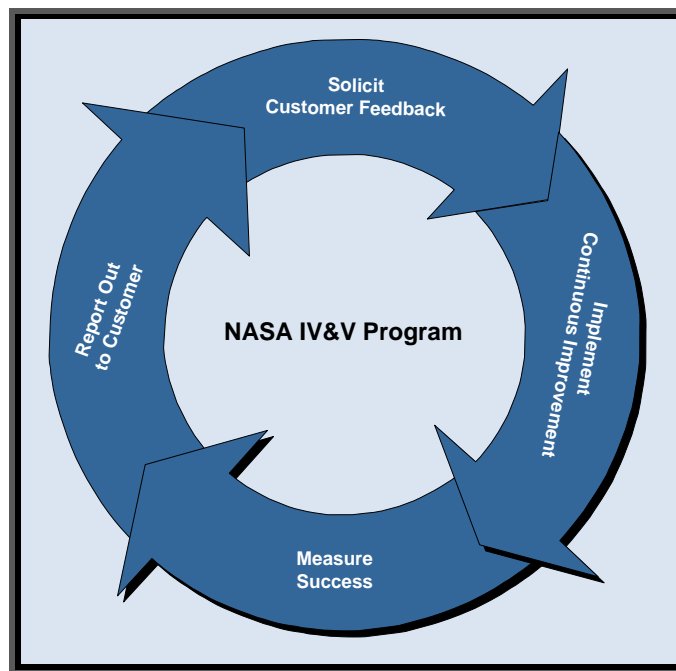 Solicit
Customer Feedback
Implement
Continuous Improvement
Measure
Success
Report Out
to Customer
NASA IV&V Program